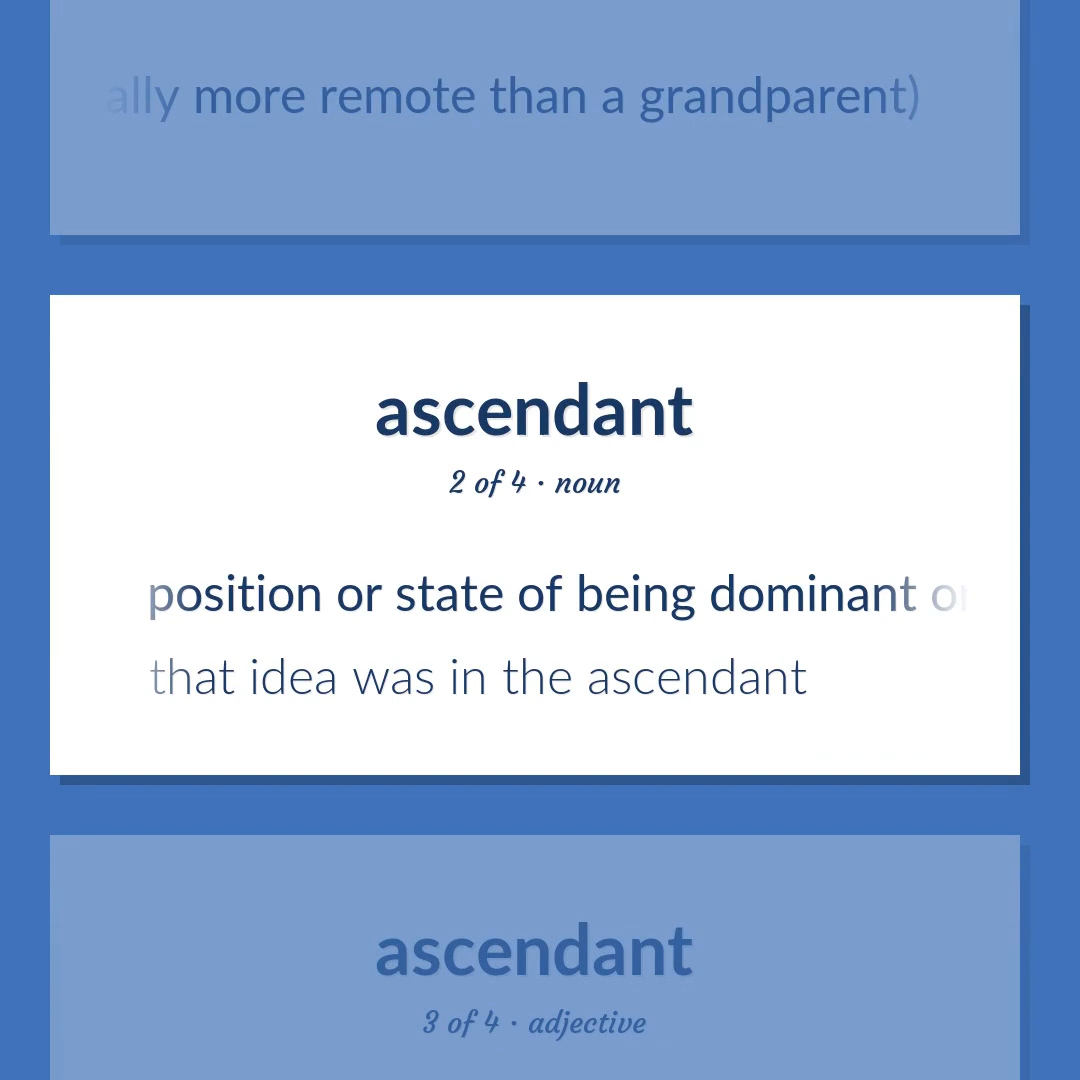 ally more remote than a grandparent)
ascendant
2 of 4 · noun
position or state of being dominant or
that idea was in the ascendant
ascendant
3 of 4 · adjective